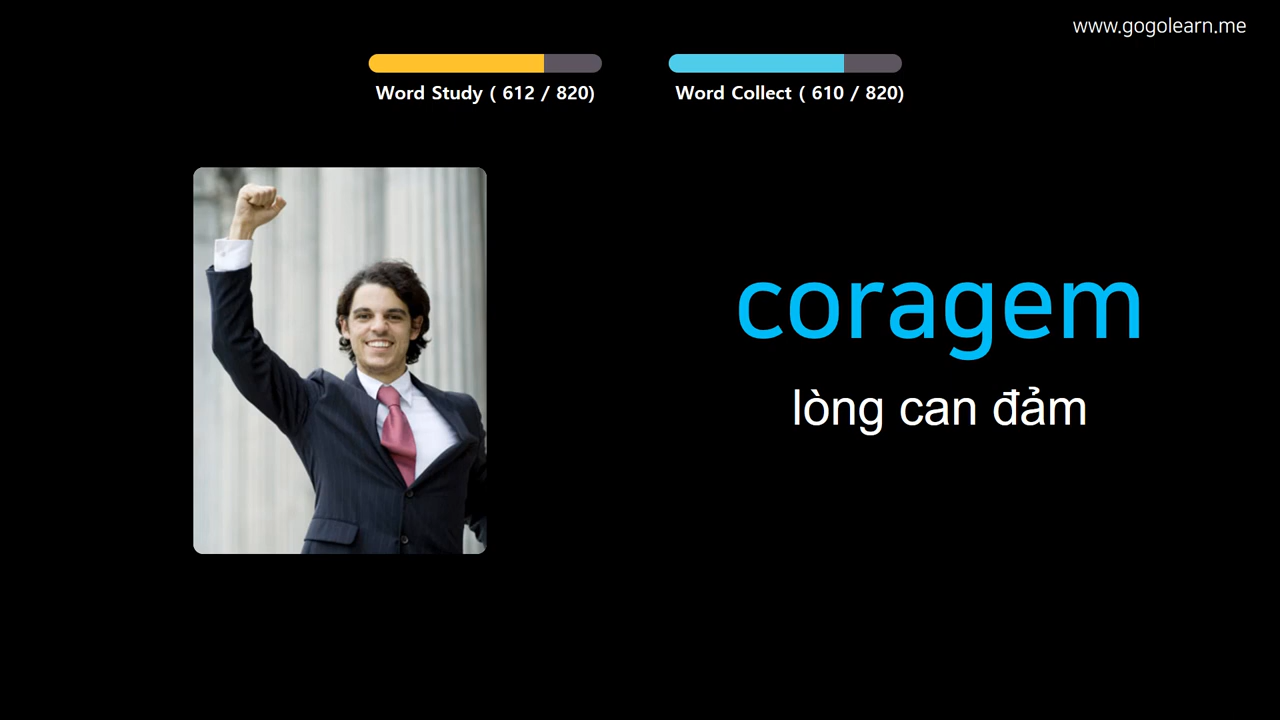 www.gogolearn.me
Word Study ( 612 / 820)
Word Collect ( 610 / 820)
coragem
lòng can đảm